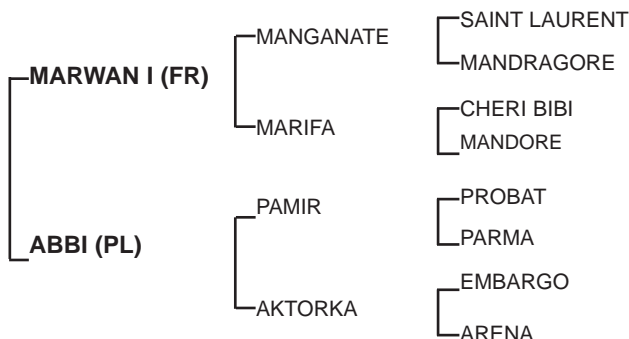 SAINT LAURENT
MANGANATE
MANDRAGORE
MARWAN I (FR)
CHERI BIBI
MARIFA
MANDORE
PROBAT
PAMIR
PARMA
ABBI (PL)
EMBARGO
AKTORKA
ARENA